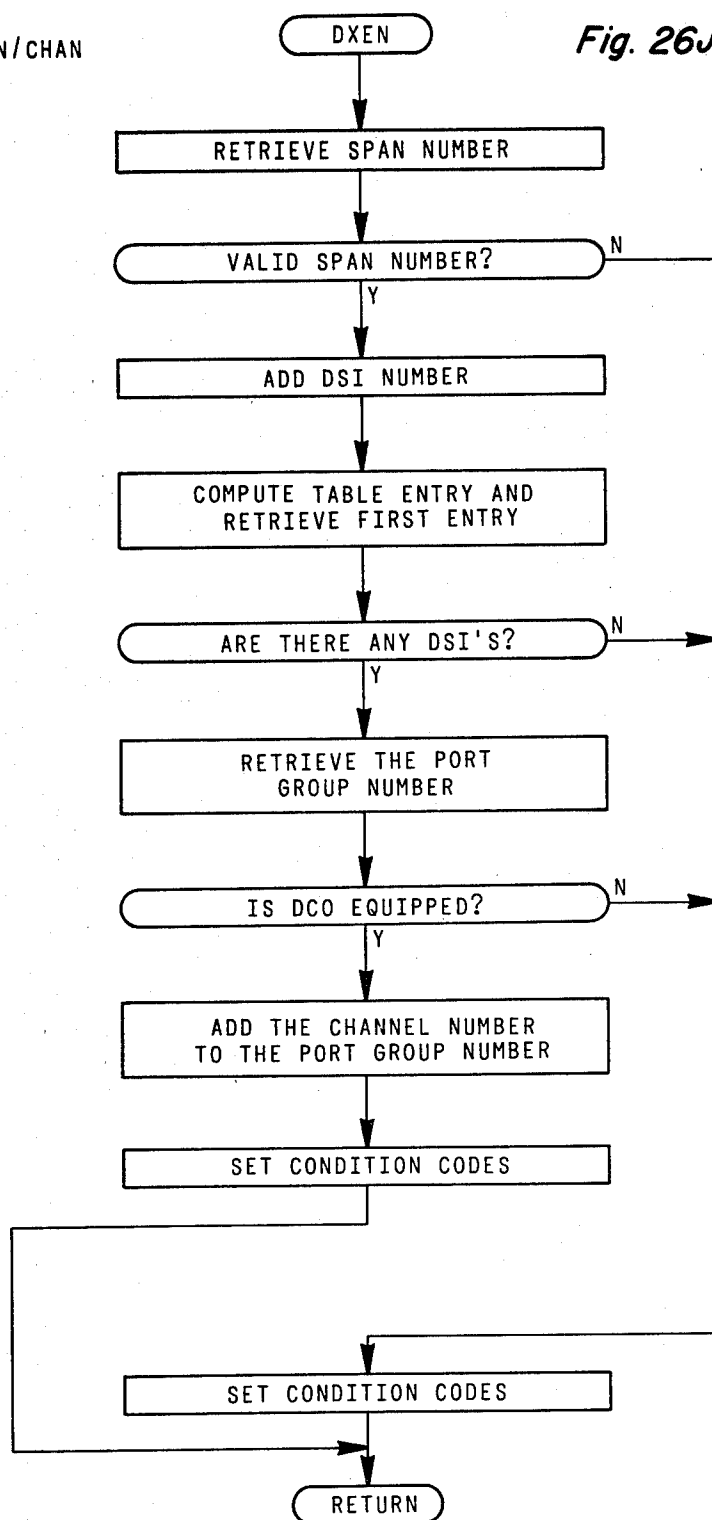 DXEN
Fig. 26J
N/CHAN
RETRIEVE SPAN NUMBER
VALID SPAN NUMBER?
N
Y
ADD DSI NUMBER
COMPUTE TABLE ENTRY AND
RETRIEVE FIRST ENTRY
ARE THERE ANY DSI'S?
N
Y
RETRIEVE THE PORT
GROUP NUMBER
IS DCO EQUIPPED?
N
Y
ADD THE CHANNEL NUMBER
TO THE PORT GROUP NUMBER
SET CONDITION CODES
SET CONDITION CODES
RETURN